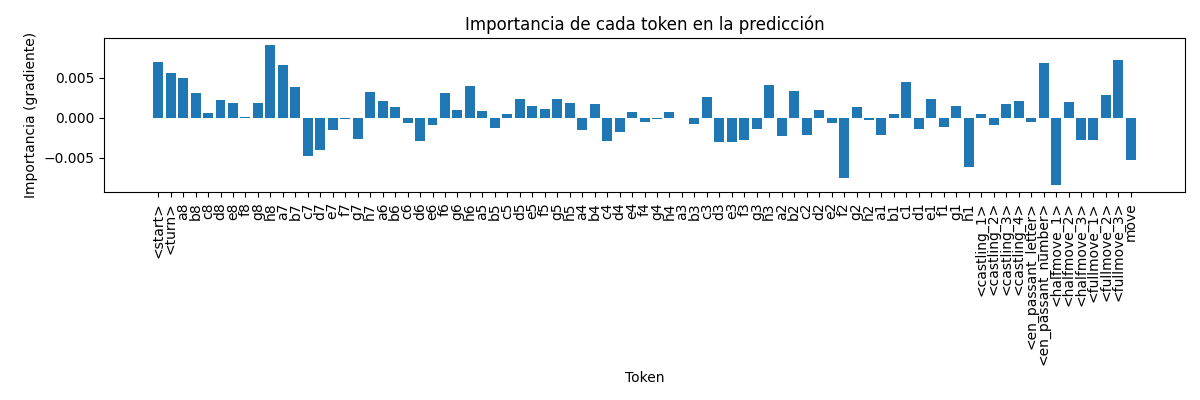 Importancia de cada token en la predicción
Importancia (gradiente)
0.005
0.000
−0.005
<start>
<turn>
a8
b8
c8
d8
e8
f8
g8
h8
a7
b7
c7
d7
e7
f7
g7
h7
a6
b6
c6
d6
e6
f6
g6
h6
a5
b5
c5
d5
e5
f5
g5
h5
a4
b4
c4
d4
e4
f4
g4
h4
a3
b3
c3
d3
e3
f3
g3
h3
a2
b2
c2
d2
e2
f2
g2
h2
a1
b1
c1
d1
e1
f1
g1
h1
<castling_1>
<castling_2>
<castling_3>
<castling_4>
<en_passant_letter>
<en_passant_number>
<halfmove_1>
<halfmove_2>
<halfmove_3>
<fullmove_1>
<fullmove_2>
<fullmove_3>
move
Token